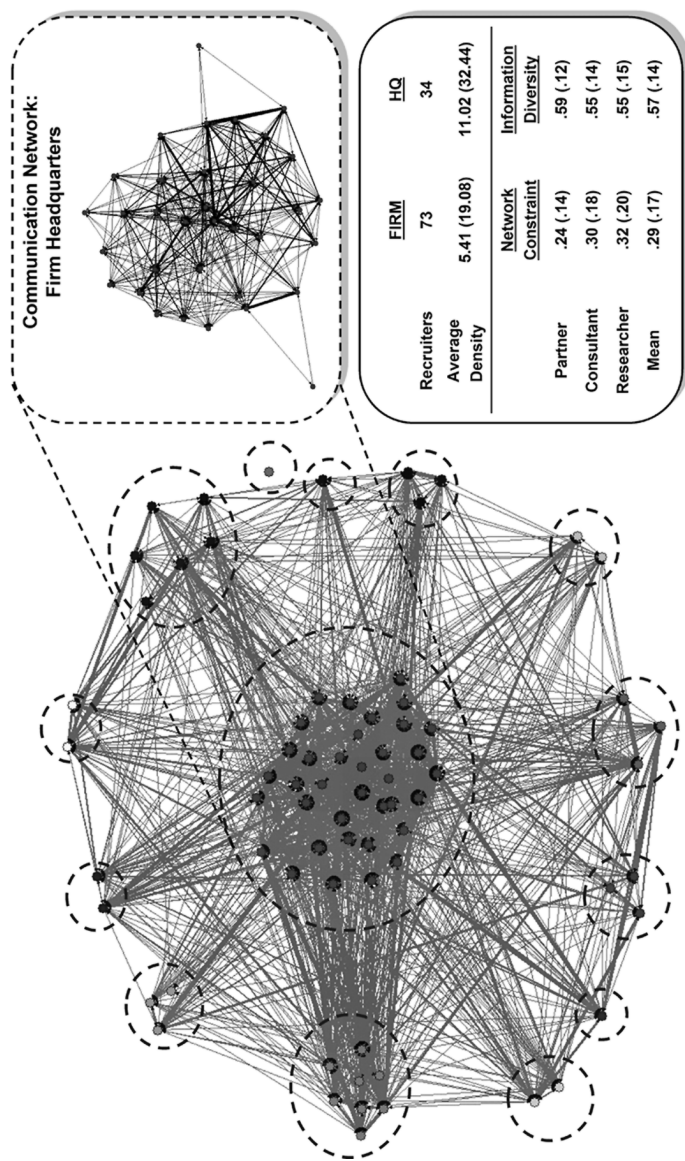 Communication Network:
Firm Headquarters
FIRM HQ
Recruiters 73 34
Average
Density 5.41 (19.08) 11.02 (32.44)
Network Information
Constraint Diversity
Partner .24 (.14) .59 (.12)
Consultant .30 (.18) .55 (.14)
Researcher .32 (.20) .55 (.15)
Mean .29 (.17) .57 (.14)